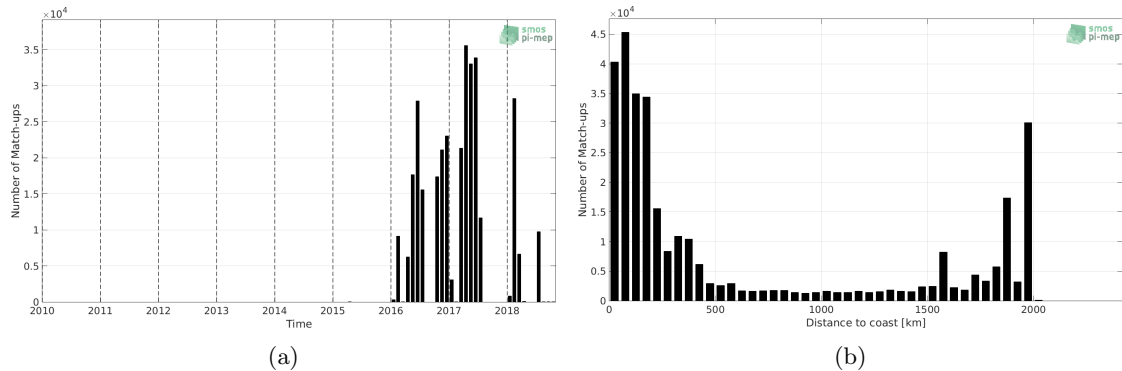 ×10⁴
3.5
3
2.5
2
1.5
1
0.5
0
Number of Match-ups
2010 2011 2012 2013 2014 2015 2016 2017 2018
Time
smos
pi-mep
(a)
×10⁴
4.5
4
3.5
3
2.5
2
1.5
1
0.5
0
Number of Match-ups
0 500 1000 1500 2000
Distance to coast [km]
smos
pi-mep
(b)